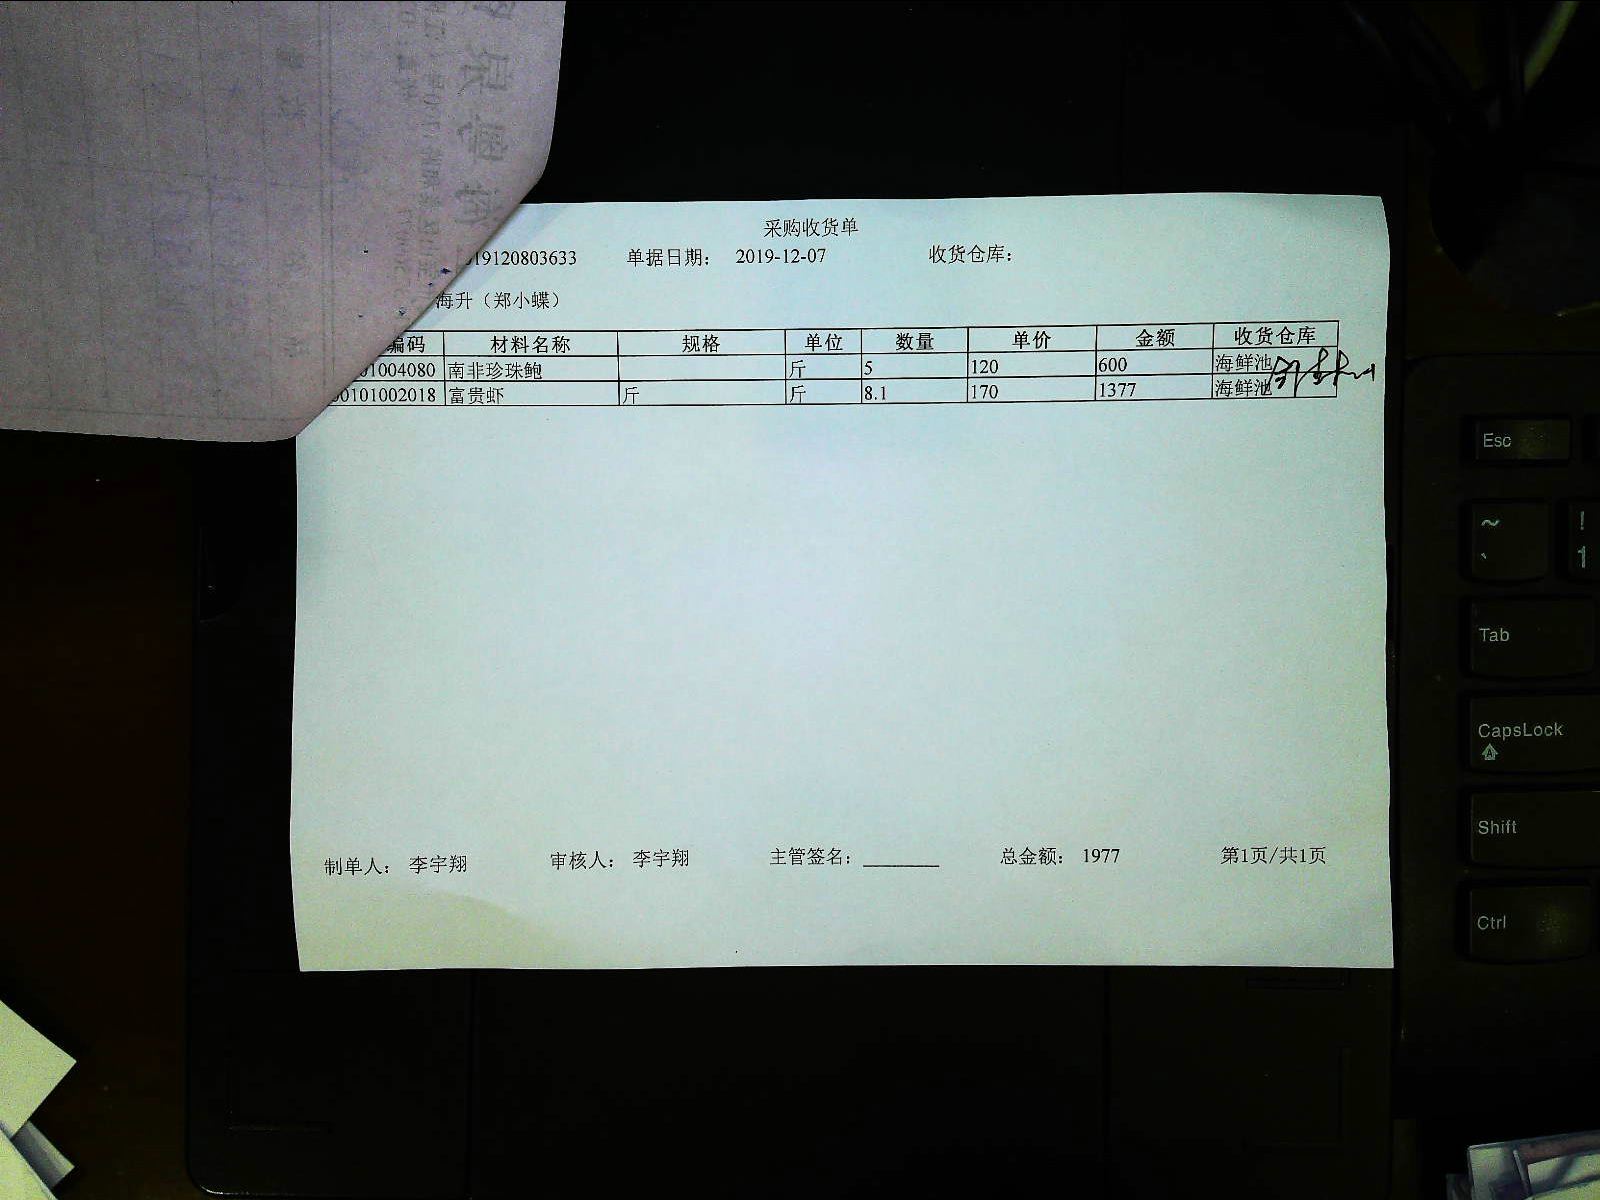 采购收货单
19120803633 单据日期： 2019-12-07 收货仓库：
海升（郑小蝶）
编码 材料名称 规格 单位 数量 单价 金额 收货仓库
01004080 南非珍珠鲍 斤 5 120 600 海鲜池
00101002018 富贵虾 斤 斤 8.1 170 1377 海鲜池
制单人： 李宇翔 审核人： 李宇翔 主管签名： 总金额： 1977 第1页/共1页
Esc
~ !
` 1
Tab
CapsLock
Shift
Ctrl